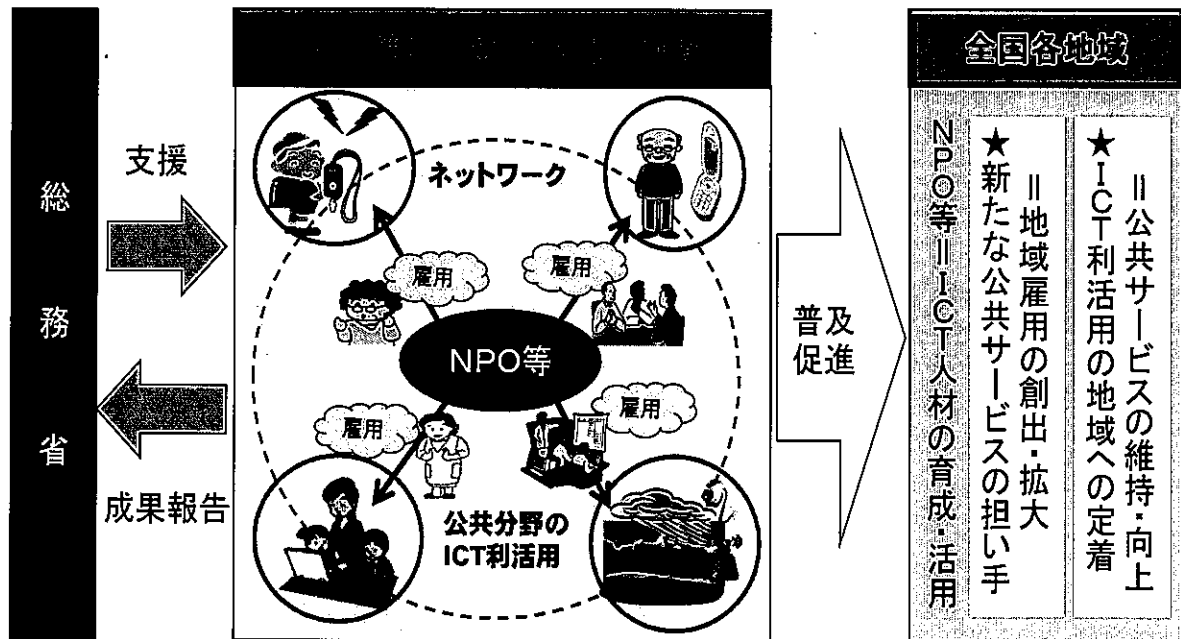 総務省
支援
成果報告
ネットワーク
雇用
雇用
NPO等
雇用
雇用
公共分野の
ICT利活用
普及
促進
全国各地域
★ICT利活用の地域への定着
＝公共サービスの維持・向上
★新たな公共サービスの担い手
＝地域雇用の創出・拡大
NPO等＝ICT人材の育成・活用